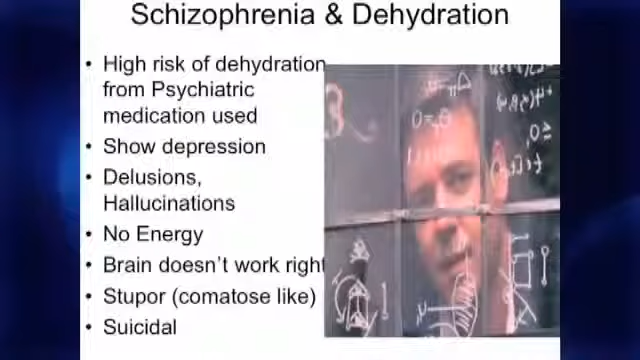 Schizophrenia & Dehydration
• High risk of dehydration
from Psychiatric
medication used
• Show depression
• Delusions,
Hallucinations
• No Energy
• Brain doesn't work right
• Stupor (comatose like)
• Suicidal